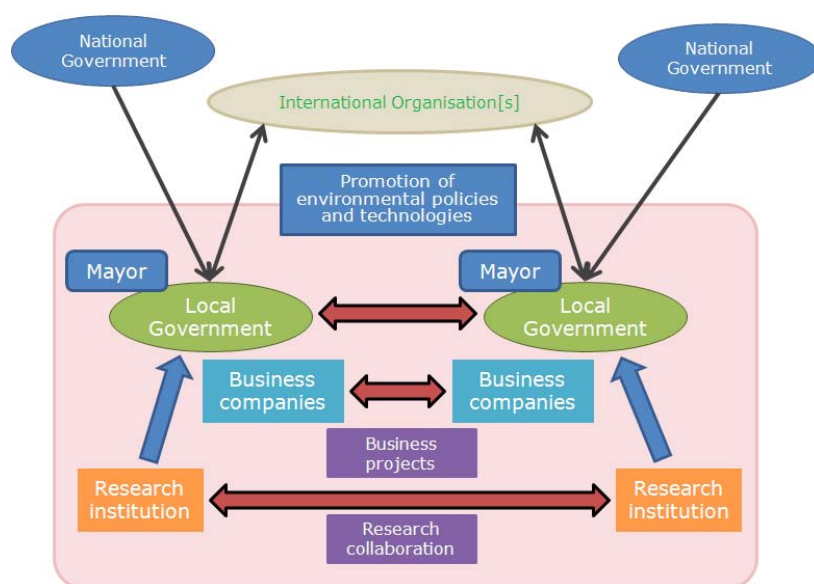 National
Government
National
Government
International Organisation[s]
Promotion of
environmental policies
and technologies
Mayor
Mayor
Local
Government
Local
Government
Business
companies
Business
companies
Business
projects
Research
institution
Research
institution
Research
collaboration